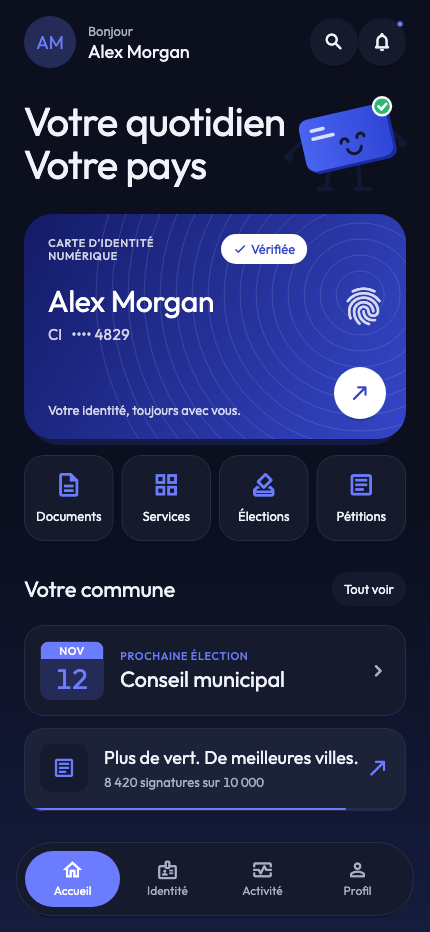 AM
Bonjour
Alex Morgan
Votre quotidien
Votre pays
CARTE D'IDENTITÉ
NUMÉRIQUE
Vérifiée
Alex Morgan
CI •••• 4829
Votre identité, toujours avec vous.
Documents
Services
Élections
Pétitions
Votre commune
Tout voir
NOV
12
PROCHAINE ÉLECTION
Conseil municipal
Plus de vert. De meilleures villes.
8 420 signatures sur 10 000
Accueil
Identité
Activité
Profil